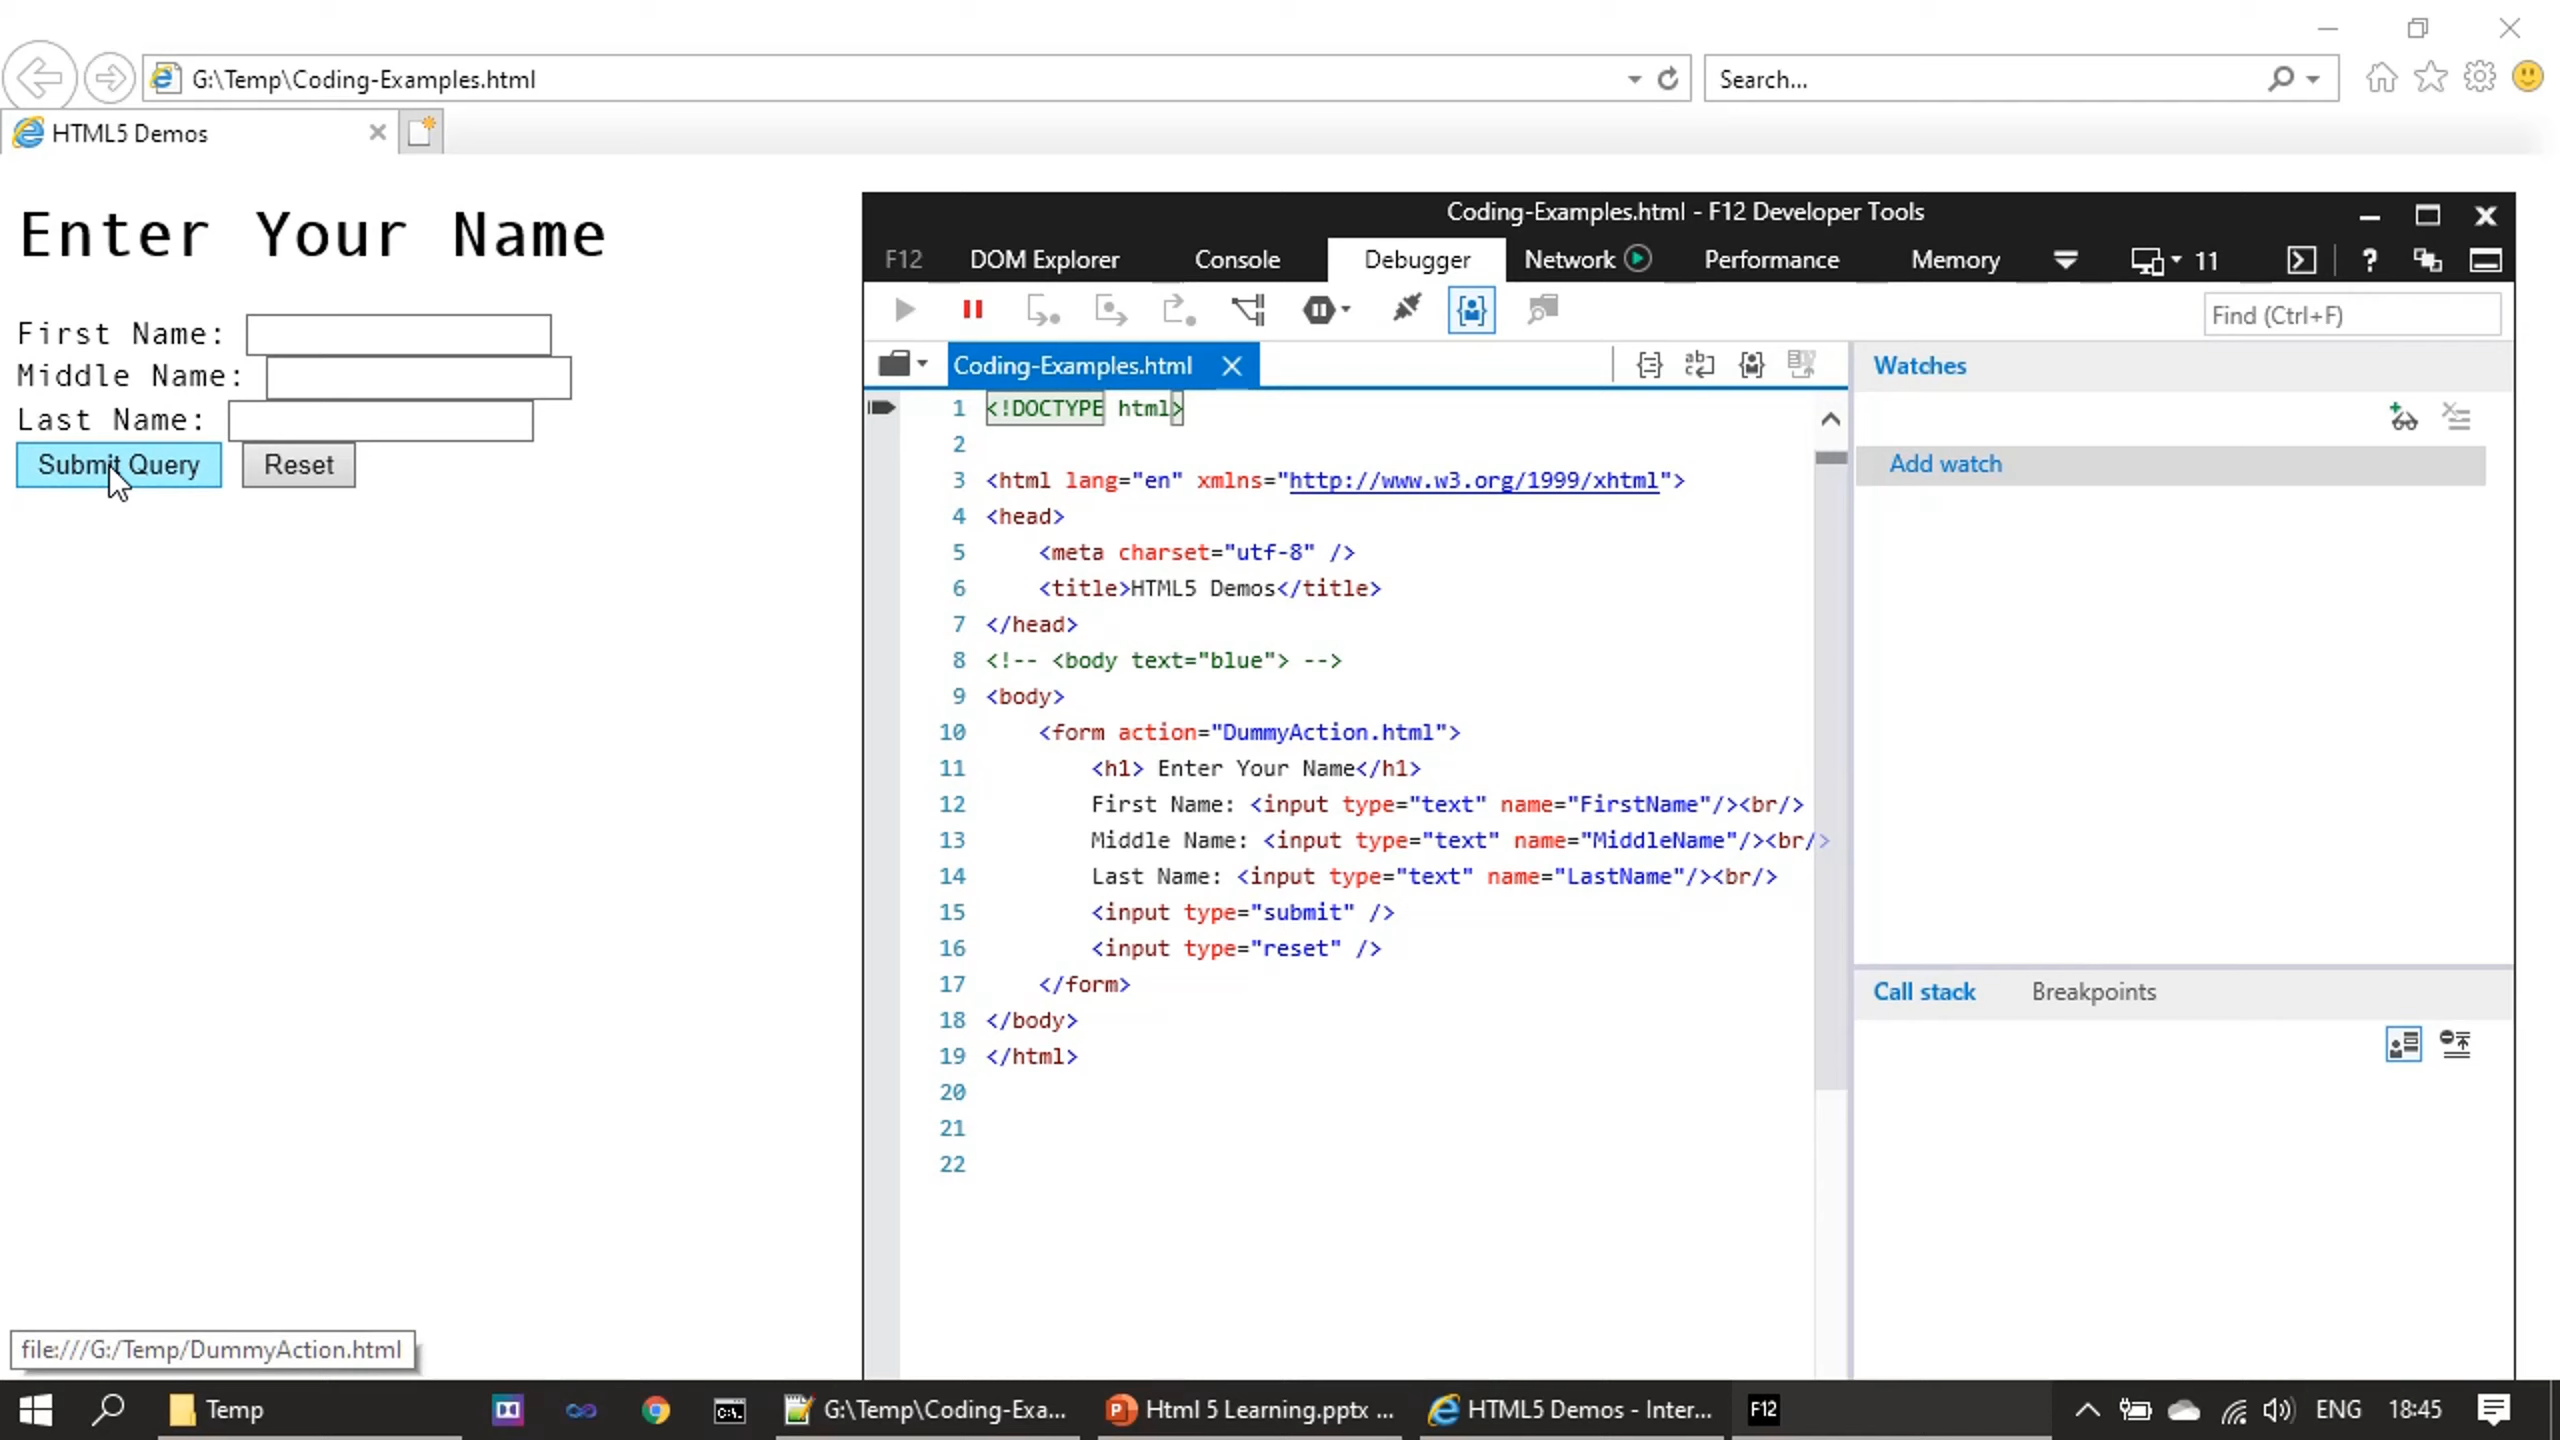 G:\Temp\Coding-Examples.html
Search...
HTML5 Demos
Enter Your Name
First Name:
Middle Name:
Last Name:
Submit Query Reset
file:///G:/Temp/DummyAction.html
Coding-Examples.html - F12 Developer Tools
F12 DOM Explorer Console Debugger Network Performance Memory 11 ?
Find (Ctrl+F)
Coding-Examples.html
1 <!DOCTYPE html>
2
3 <html lang="en" xmlns="http://www.w3.org/1999/xhtml">
4 <head>
5 <meta charset="utf-8" />
6 <title>HTML5 Demos</title>
7 </head>
8 <!-- <body text="blue"> -->
9 <body>
10 <form action="DummyAction.html">
11 <h1> Enter Your Name</h1>
12 First Name: <input type="text" name="FirstName"/><br/>
13 Middle Name: <input type="text" name="MiddleName"/><br/>
14 Last Name: <input type="text" name="LastName"/><br/>
15 <input type="submit" />
16 <input type="reset" />
17 </form>
18 </body>
19 </html>
20
21
22
Watches
Add watch
Call stack Breakpoints
Temp G:\Temp\Coding-Exa... Html 5 Learning.pptx ... HTML5 Demos - Inter... F12 ENG 18:45